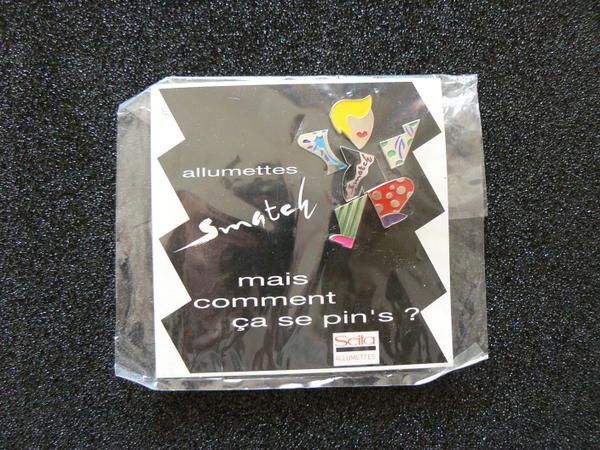 allumettes
smatch
mais
comment
ça se pin's ?
Seita
ALLUMETTES